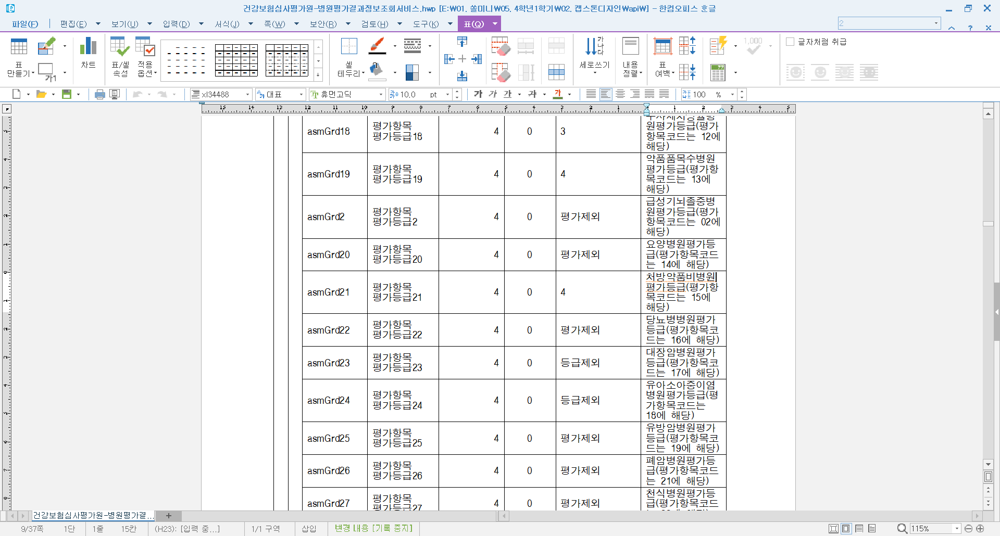 건강보험심사평가원-병원평가결과정보조회서비스.hwp [E:₩01. 쏠미니₩05. 4학년1학기₩02. 캡스톤디자인₩api₩] - 한컴오피스 한글
파일(F) 편집(E) 보기(U) 입력(D) 서식(J) 쪽(W) 보안(R) 검토(H) 도구(K) 표(Q) 2
표
만들기
가1
차트
표/셀
속성
적용
옵션
셀
테두리
가나다
세로쓰기
내용
정렬
표
여백
1,000
글자처럼 취급
xl34488 대표 휴먼고딕 10,0 pt 가 가 가 가 가 100 %
15 14 13 12 11 10 9 8 7 6 5 4 3 2 1 1 2 3 4 5
asmGrd18
평가항목
평가등급18
4
0
3
원평가등급(평가
항목코드는 12에
해당)
asmGrd19
평가항목
평가등급19
4
0
4
약품품목수병원
평가등급(평가항
목코드는 13에
해당)
asmGrd2
평가항목
평가등급2
4
0
평가제외
급성기뇌졸중병
원평가등급(평가
항목코드는 02에
해당)
asmGrd20
평가항목
평가등급20
4
0
평가제외
요양병원평가등
급(평가항목코드
는 14에 해당)
asmGrd21
평가항목
평가등급21
4
0
4
처방약품비병원
평가등급(평가항
목코드는 15에
해당)
asmGrd22
평가항목
평가등급22
4
0
평가제외
당뇨병병원평가
등급(평가항목코
드는 16에 해당)
asmGrd23
평가항목
평가등급23
4
0
등급제외
대장암병원평가
등급(평가항목코
드는 17에 해당)
asmGrd24
평가항목
평가등급24
4
0
등급제외
유아소아중이염
병원평가등급(평
가항목코드는
18에 해당)
asmGrd25
평가항목
평가등급25
4
0
평가제외
유방암병원평가
등급(평가항목코
드는 19에 해당)
asmGrd26
평가항목
평가등급26
4
0
평가제외
폐암병원평가등
급(평가항목코드
는 21에 해당)
asmGrd27
평가항목
평가등급27
4
0
평가제외
천식병원평가등
급(평가항목코드
건강보험심사평가원-병원평가결...
9/37쪽 1단 1줄 15칸 (H23): [입력 중...] 1/1 구역 삽입 변경 내용 [기록 중지] 115%